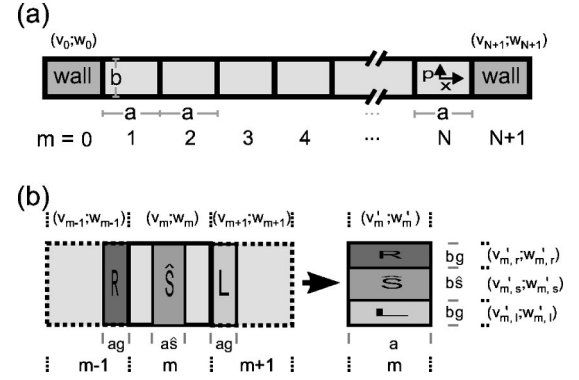 (a)
(v₀;w₀) (vN+1;wN+1)
wall b p x wall
a a ... a
m = 0 1 2 3 4 ... N N+1
(b)
(vm-1;wm-1) (vm;wm) (vm+1;wm+1) (v'm;w'm)
R Ŝ L R bg (v'm,r;w'm,r)
Ŝ bŝ (v'm,s;w'm,s)
L bg (v'm,l;w'm,l)
ag aŝ ag a
m-1 m m+1 m